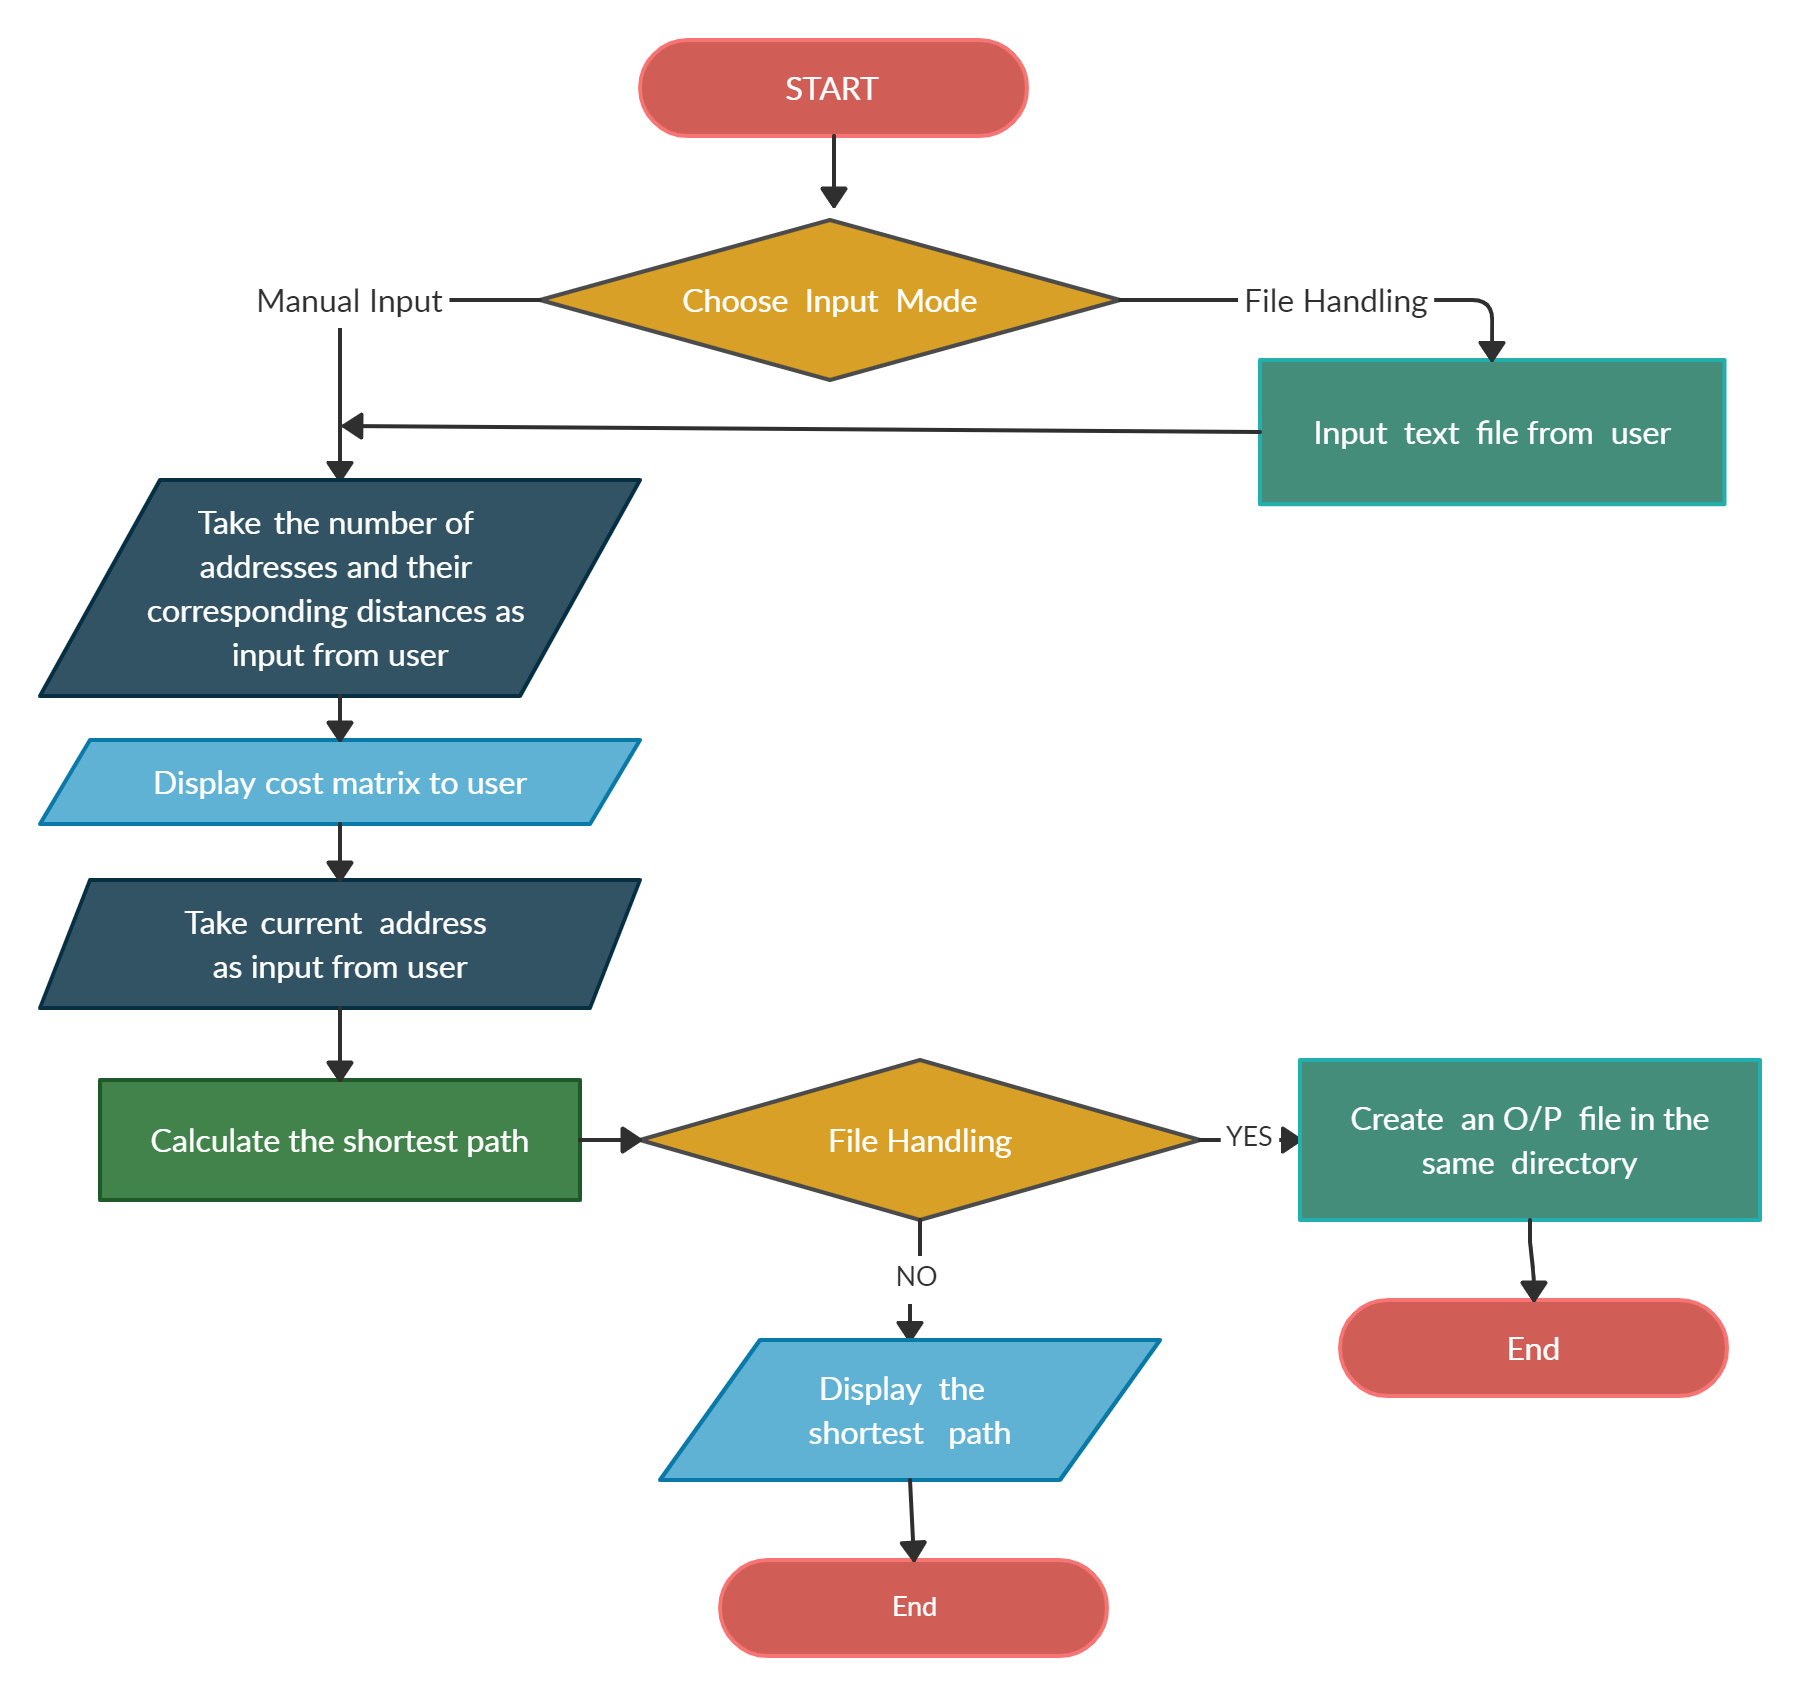 START
Choose Input Mode
Manual Input
File Handling
Input text file from user
Take the number of
addresses and their
corresponding distances as
input from user
Display cost matrix to user
Take current address
as input from user
Calculate the shortest path
File Handling
YES
Create an O/P file in the
same directory
NO
End
Display the
shortest path
End